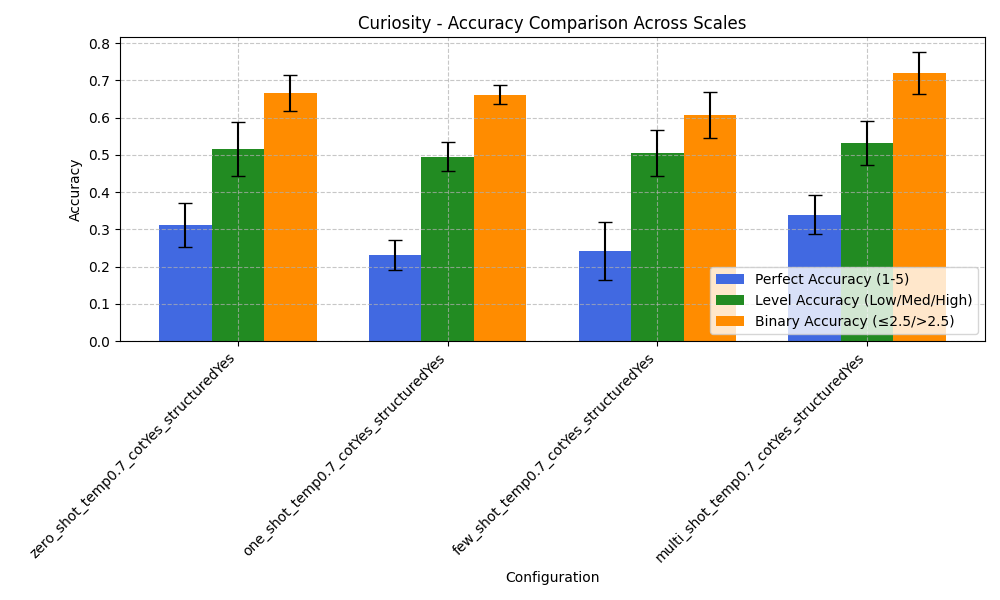 Curiosity - Accuracy Comparison Across Scales
Accuracy
0.8
0.7
0.6
0.5
0.4
0.3
0.2
0.1
0.0
Perfect Accuracy (1-5)
Level Accuracy (Low/Med/High)
Binary Accuracy (≤2.5/>2.5)
zero_shot_temp0.7_cotYes_structuredYes
one_shot_temp0.7_cotYes_structuredYes
few_shot_temp0.7_cotYes_structuredYes
multi_shot_temp0.7_cotYes_structuredYes
Configuration